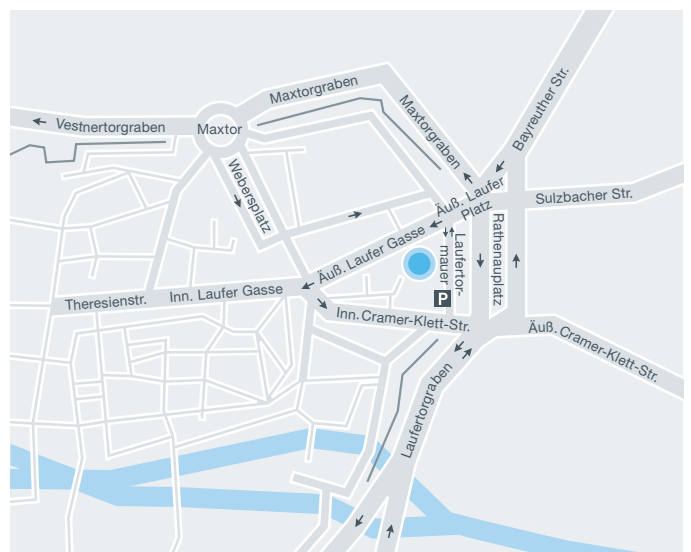 Maxtorgraben
Maxtorgraben
Bayreuther Str.
Vestnertorgraben
Maxtor
Webersplatz
Äuß. Laufer
Platz
Sulzbacher Str.
Äuß. Laufer Gasse
Laufertor-
mauer
Rathenauplatz
Theresienstr.
Inn. Laufer Gasse
P
Inn. Cramer-Klett-Str.
Äuß. Cramer-Klett-Str.
Laufertorgraben